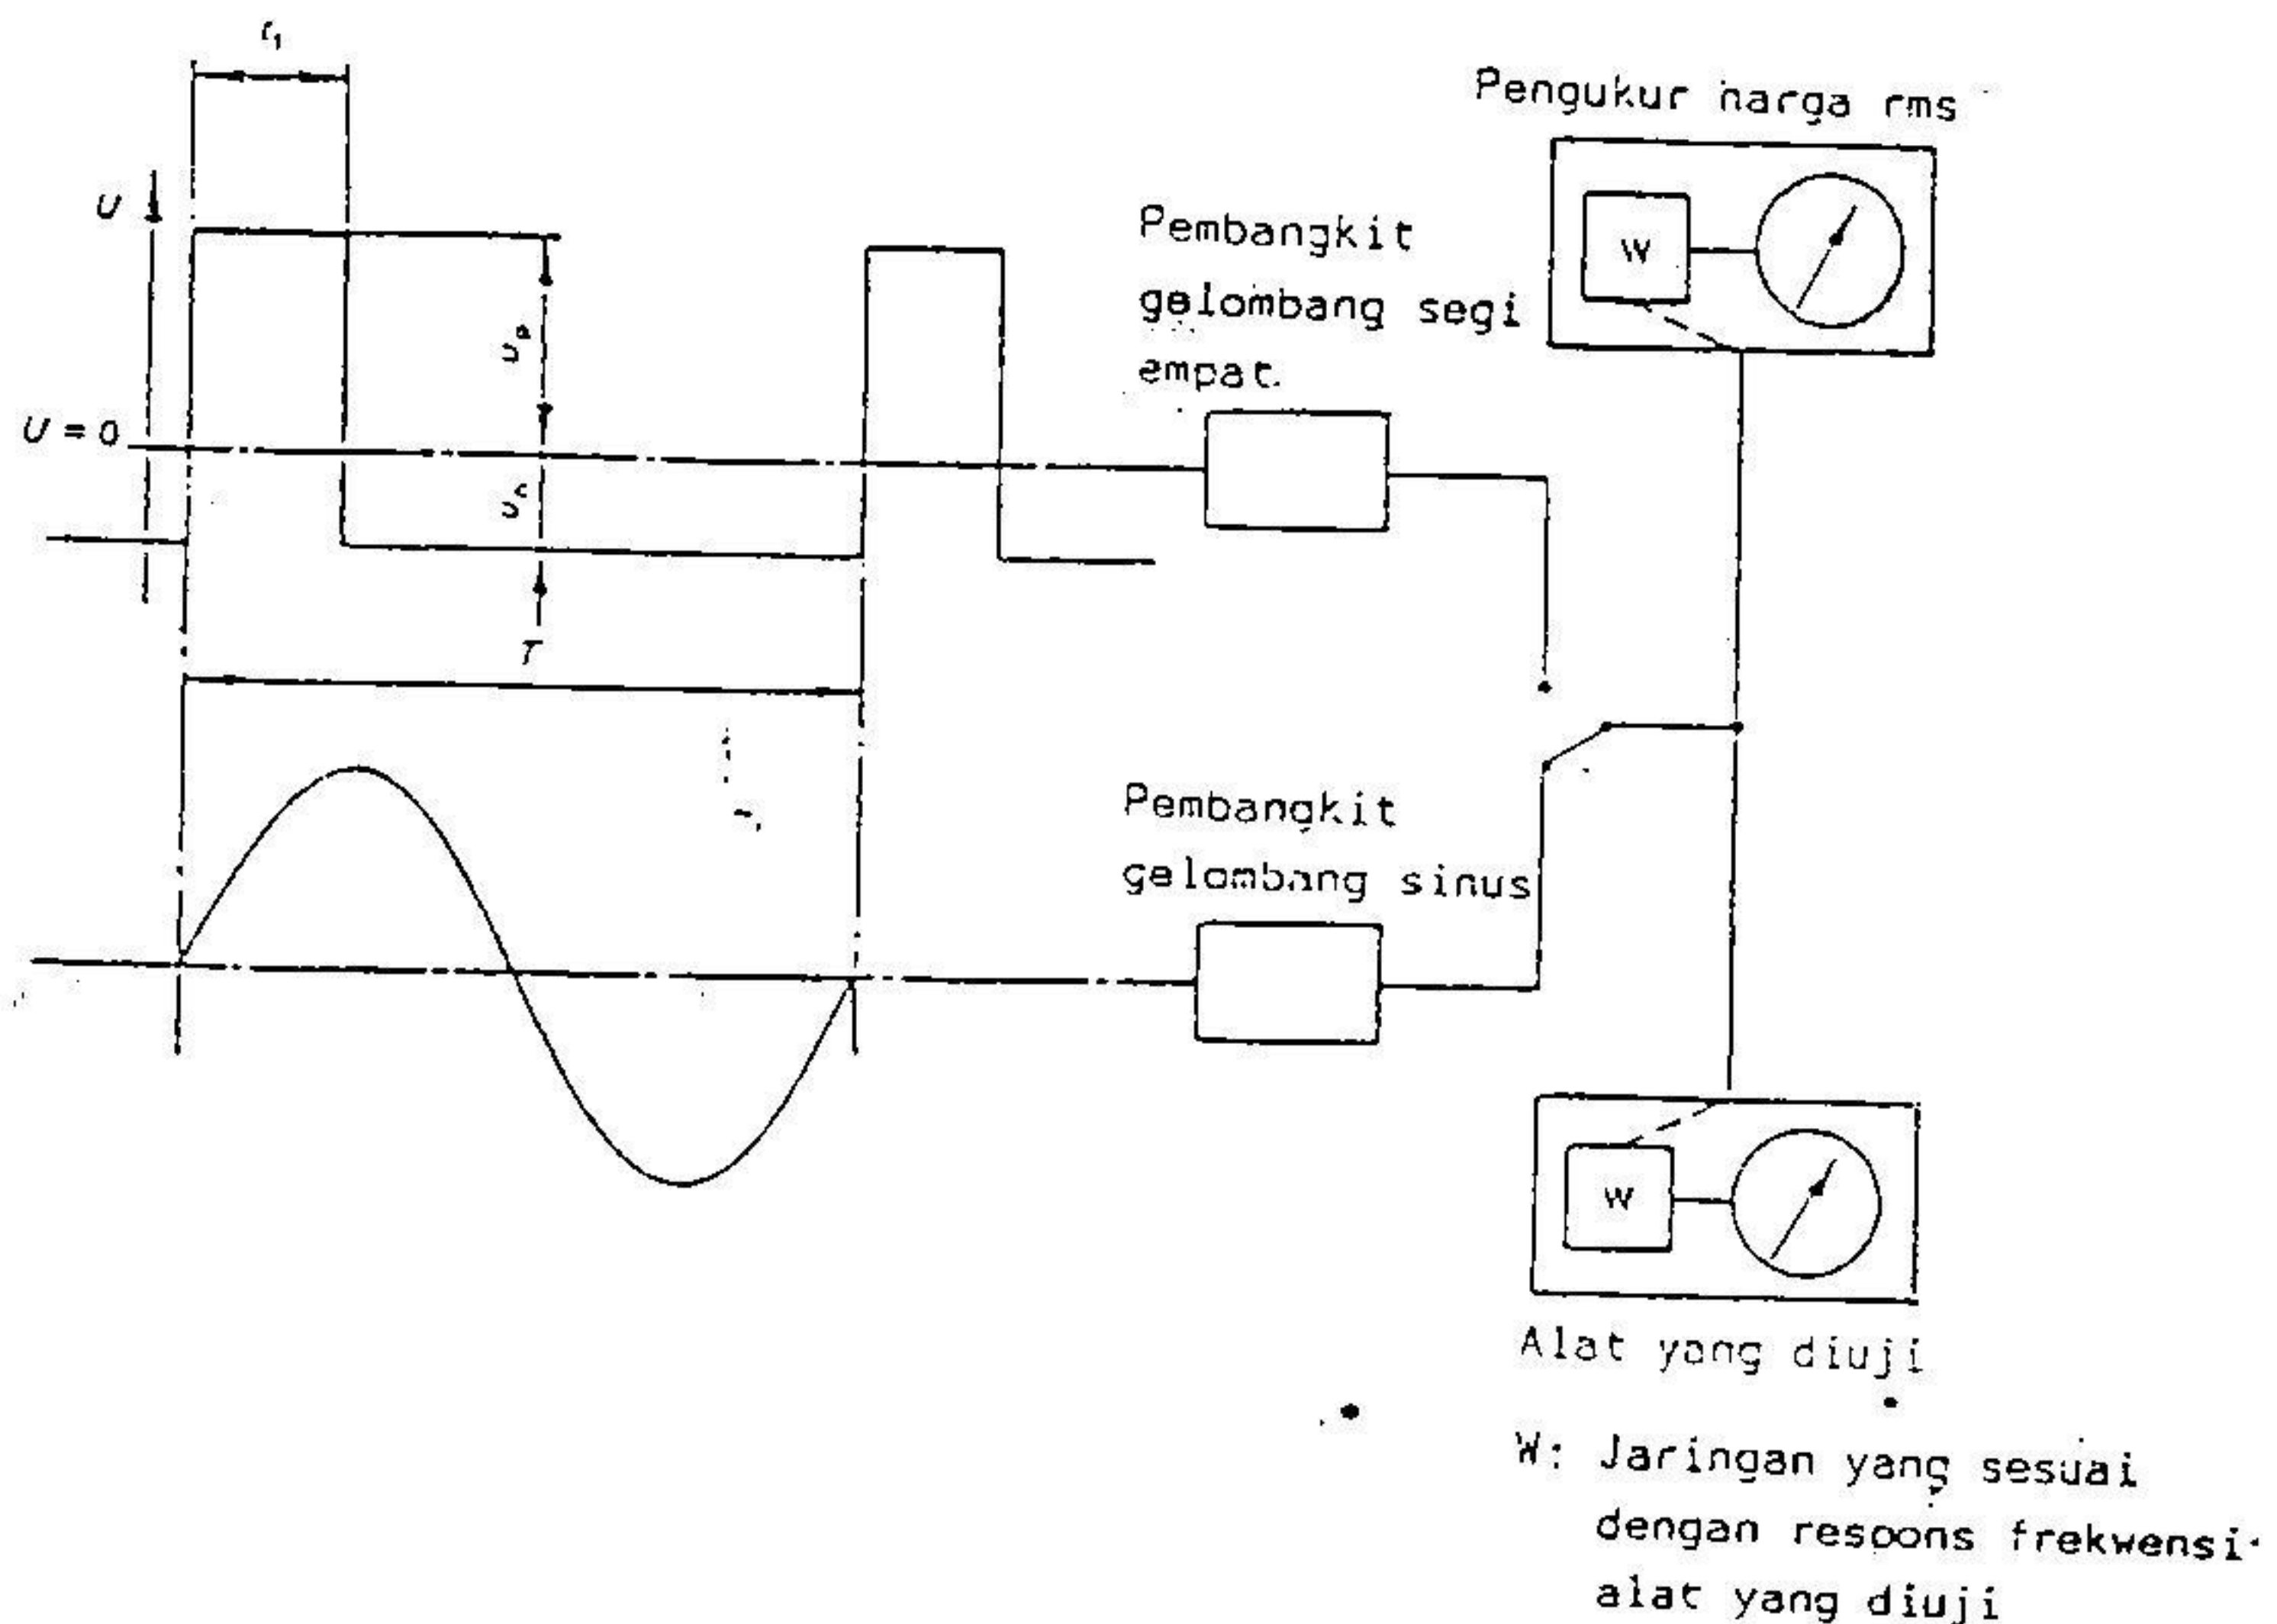 t₁
Pengukur harga rms
U
Pembangkit
gelombang segi
empat
W
U = 0
T
Pembangkit
gelombang sinus
W
Alat yang diuji
W: Jaringan yang sesuai
dengan respons frekwensi
alat yang diuji